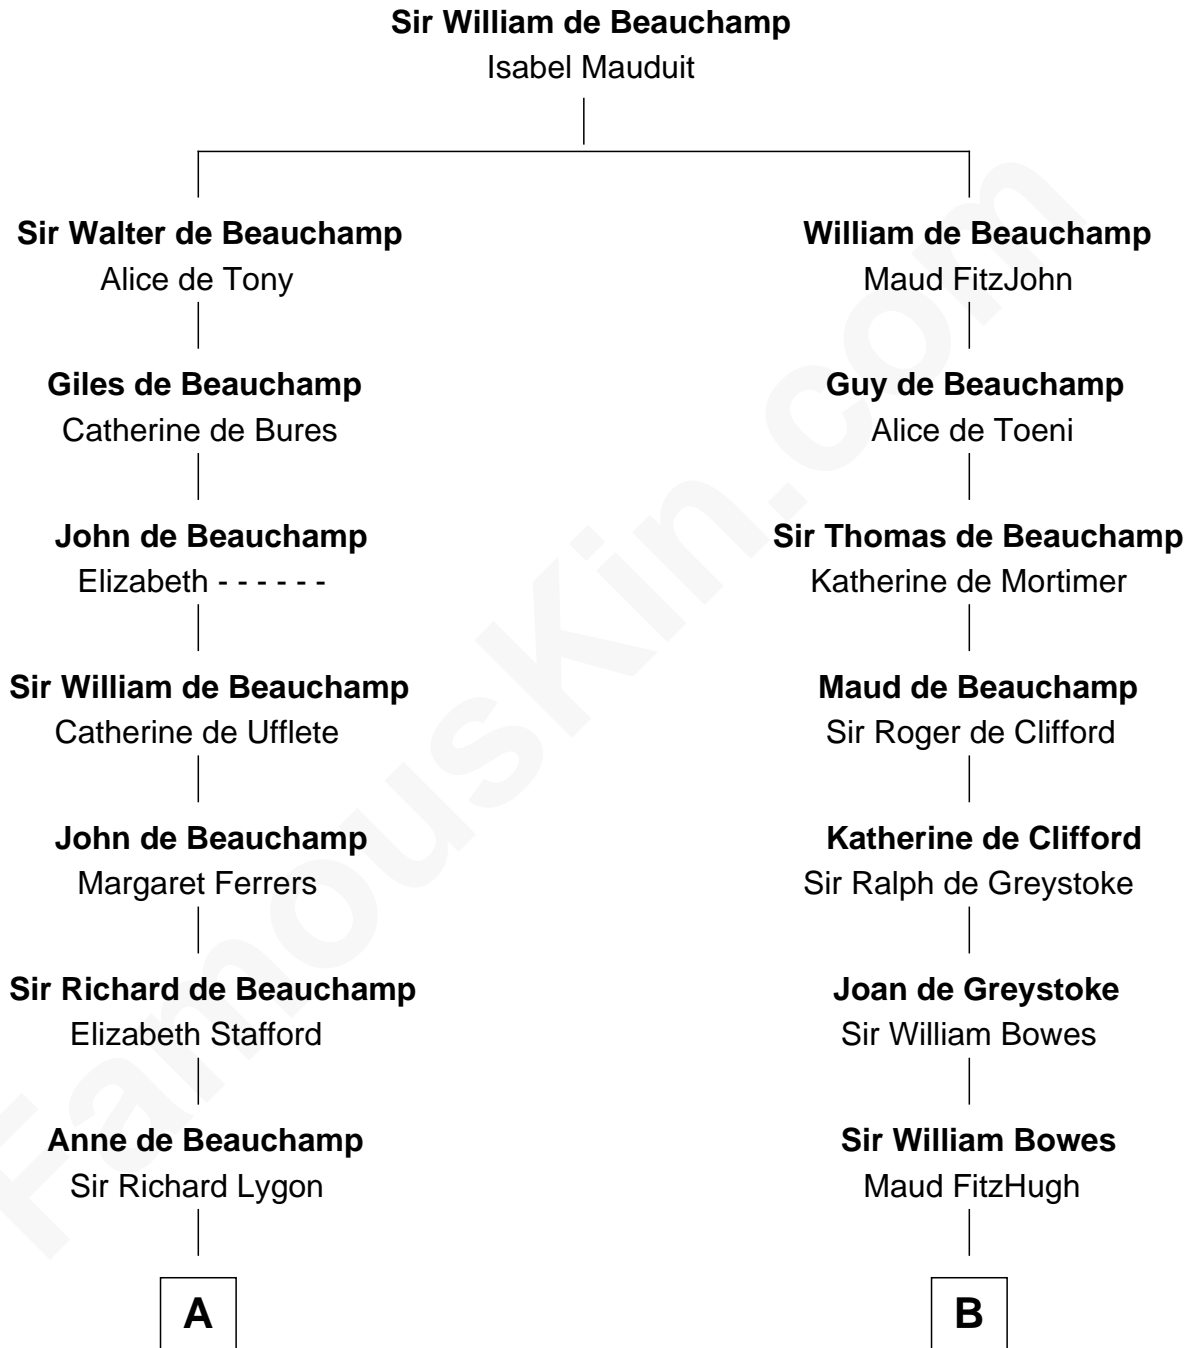 Sir William de Beauchamp
Isabel Mauduit
Sir Walter de Beauchamp
Alice de Tony
William de Beauchamp
Maud FitzJohn
Giles de Beauchamp
Catherine de Bures
Guy de Beauchamp
Alice de Toeni
John de Beauchamp
Elizabeth - - - - - -
Sir Thomas de Beauchamp
Katherine de Mortimer
Sir William de Beauchamp
Catherine de Ufflete
Maud de Beauchamp
Sir Roger de Clifford
John de Beauchamp
Margaret Ferrers
Katherine de Clifford
Sir Ralph de Greystoke
Sir Richard de Beauchamp
Elizabeth Stafford
Joan de Greystoke
Sir William Bowes
Anne de Beauchamp
Sir Richard Lygon
Sir William Bowes
Maud FitzHugh
A
B
FamousKin.com